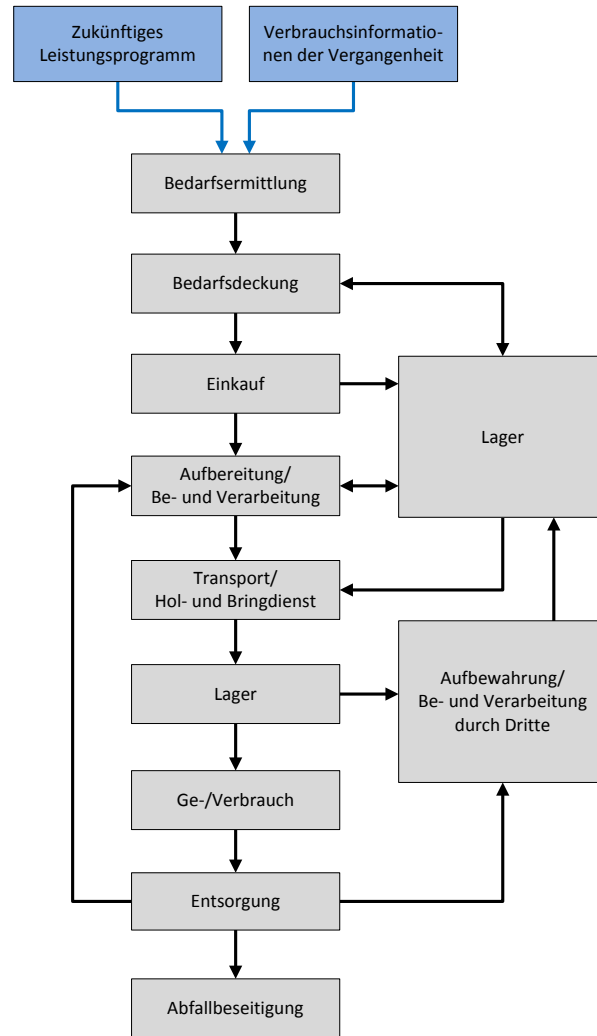 Zukünftiges
Leistungsprogramm
Verbrauchsinformatio-
nen der Vergangenheit
Bedarfsermittlung
Bedarfsdeckung
Einkauf
Lager
Aufbereitung/
Be- und Verarbeitung
Transport/
Hol- und Bringdienst
Lager
Aufbewahrung/
Be- und Verarbeitung
durch Dritte
Ge-/Verbrauch
Entsorgung
Abfallbeseitigung